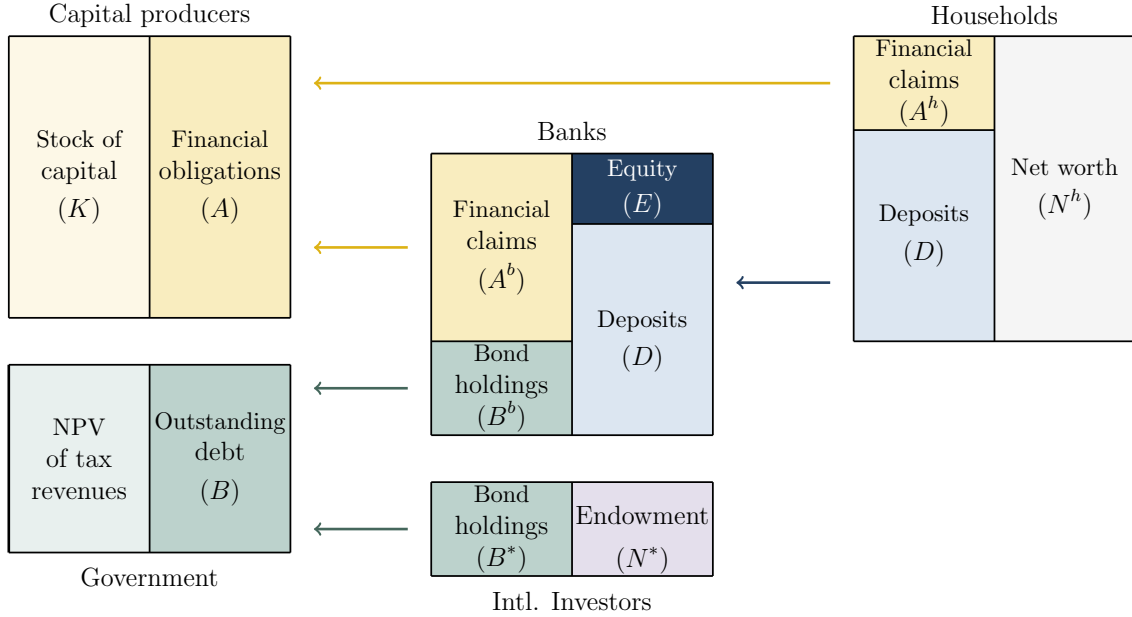 Capital producers
Households
Stock of
capital
(K)
Financial
obligations
(A)
Financial
claims
(A^h)
Deposits
(D)
Net worth
(N^h)
Banks
Financial
claims
(A^b)
Equity
(E)
Deposits
(D)
Bond
holdings
(B^b)
NPV
of tax
revenues
Outstanding
debt
(B)
Government
Bond
holdings
(B*)
Endowment
(N*)
Intl. Investors